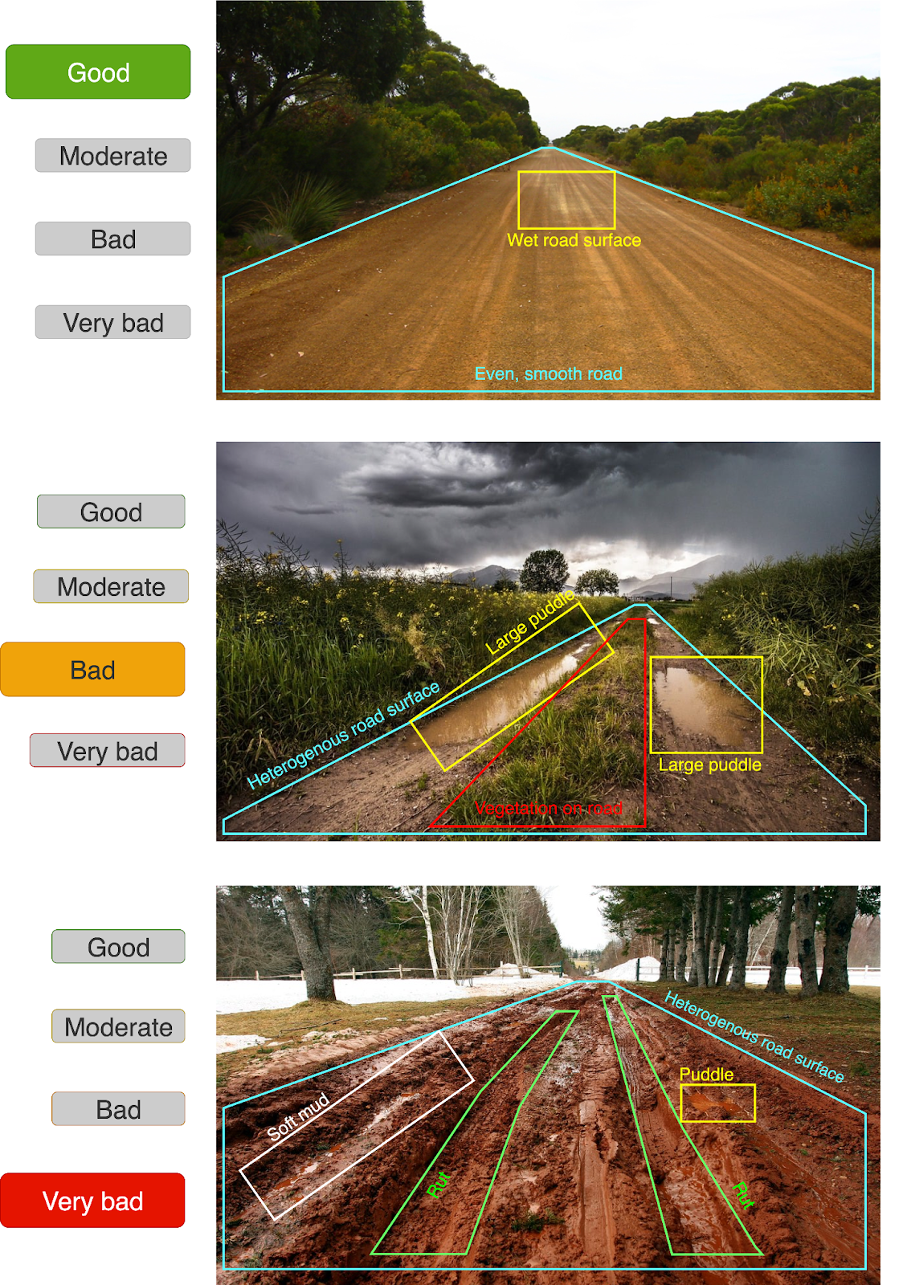 Good
Moderate
Bad
Very bad
Wet road surface
Even, smooth road
Good
Moderate
Bad
Very bad
Large puddle
Heterogenous road surface
Large puddle
Vegetation on road
Good
Moderate
Bad
Very bad
Heterogenous road surface
Puddle
Soft mud
Rut
Rut